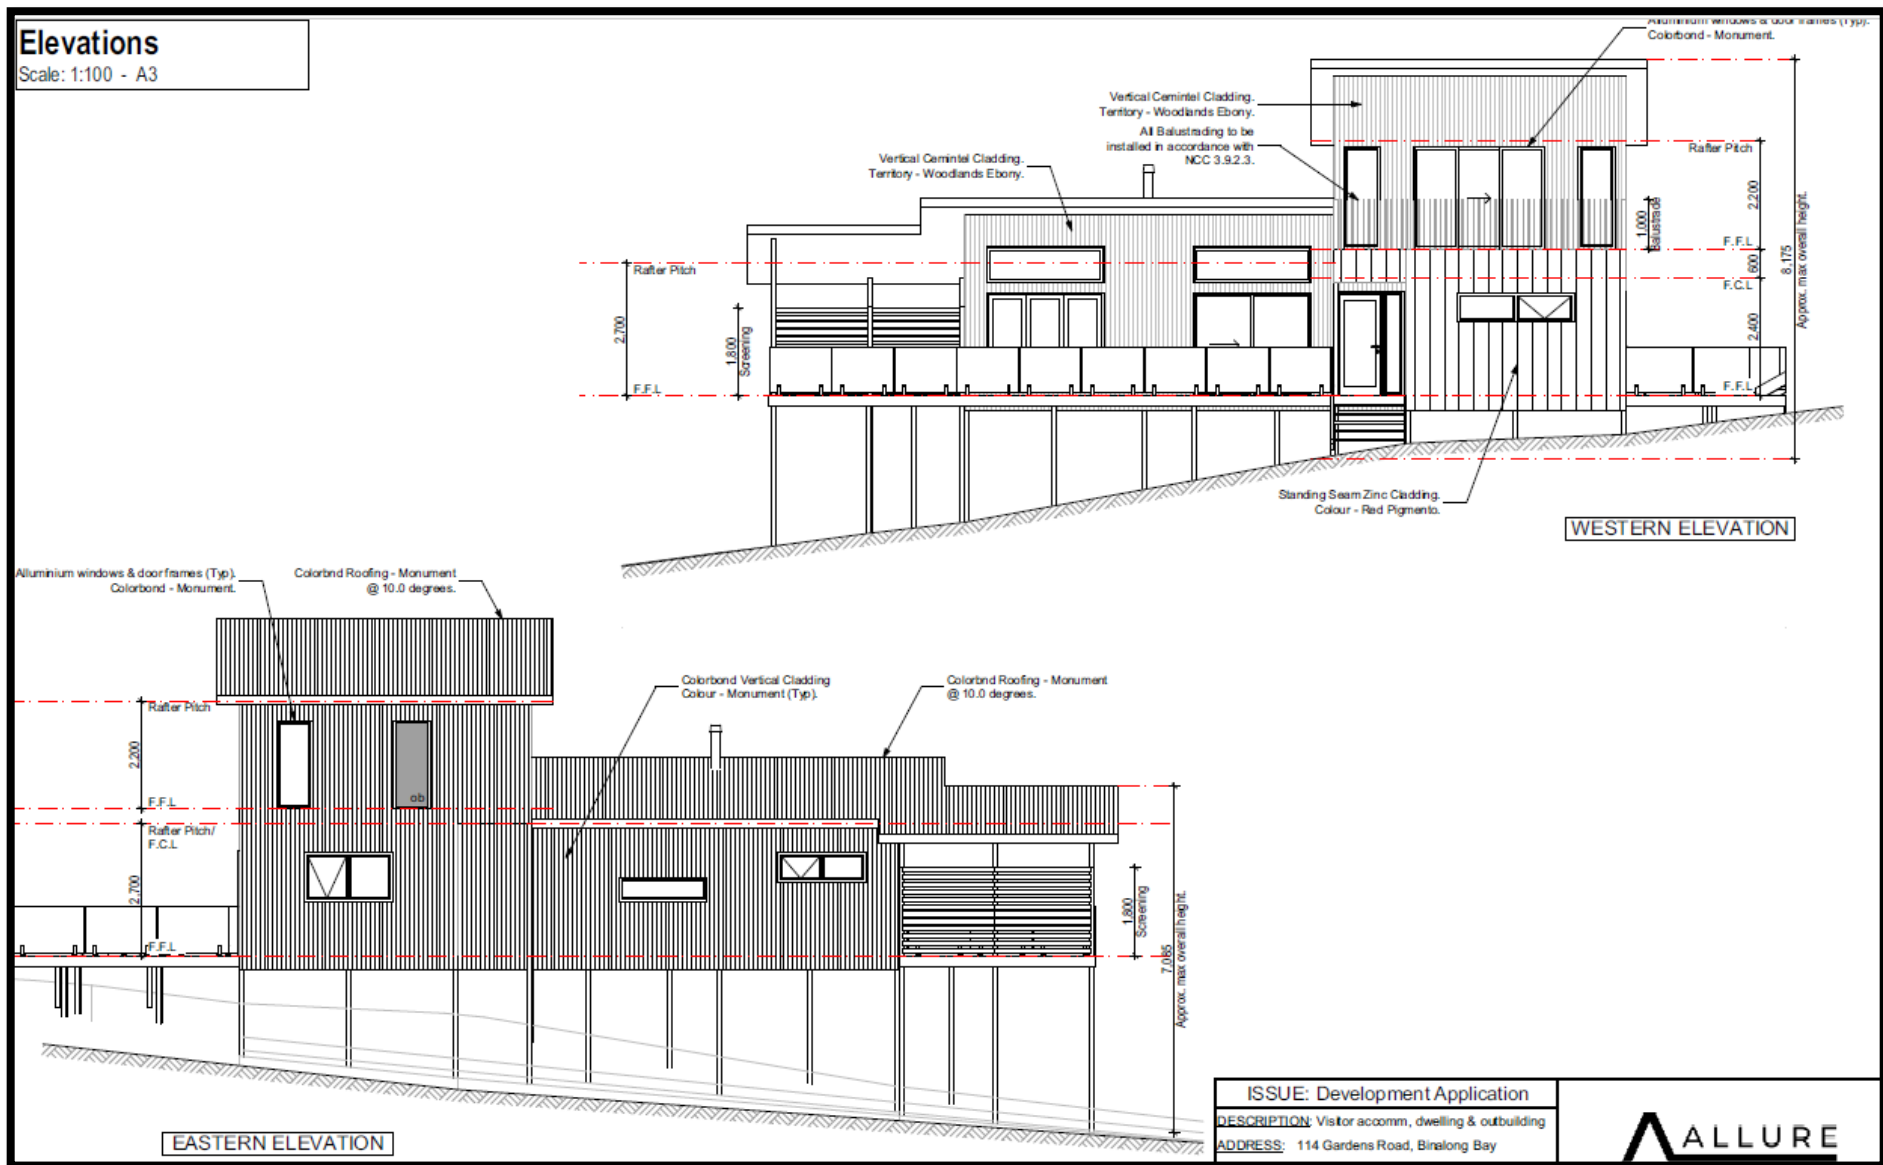 Elevations
Scale: 1:100 - A3
Aluminium windows & door frames (Typ).
Colorbond - Monument.
Vertical Cemintel Cladding.
Territory - Woodlands Ebony.
All Balustrading to be
installed in accordance with
NCC 3.9.2.3.
Vertical Cemintel Cladding.
Territory - Woodlands Ebony.
Rafter Pitch
2,200
1,000
Balustrade
F.F.L
600
F.C.L
2,400
F.F.L
8,175
Approx. max overall height.
Rafter Pitch
2,700
1,800
Screening
F.F.L
Standing Seam Zinc Cladding.
Colour - Red Pigmento.
WESTERN ELEVATION
Alluminium windows & door frames (Typ).
Colorbond - Monument.
Colorbnd Roofing - Monument
@ 10.0 degrees.
Colorbond Vertical Cladding
Colour - Monument (Typ).
Colorbnd Roofing - Monument
@ 10.0 degrees.
Rafter Pitch
2,200
F.F.L
Rafter Pitch/
F.C.L
2,700
F.F.L
ob
1,800
Screening
7,085
Approx. max overall height.
EASTERN ELEVATION
ISSUE: Development Application
DESCRIPTION: Visitor accomm, dwelling & outbuilding
ADDRESS: 114 Gardens Road, Binalong Bay
ALLURE